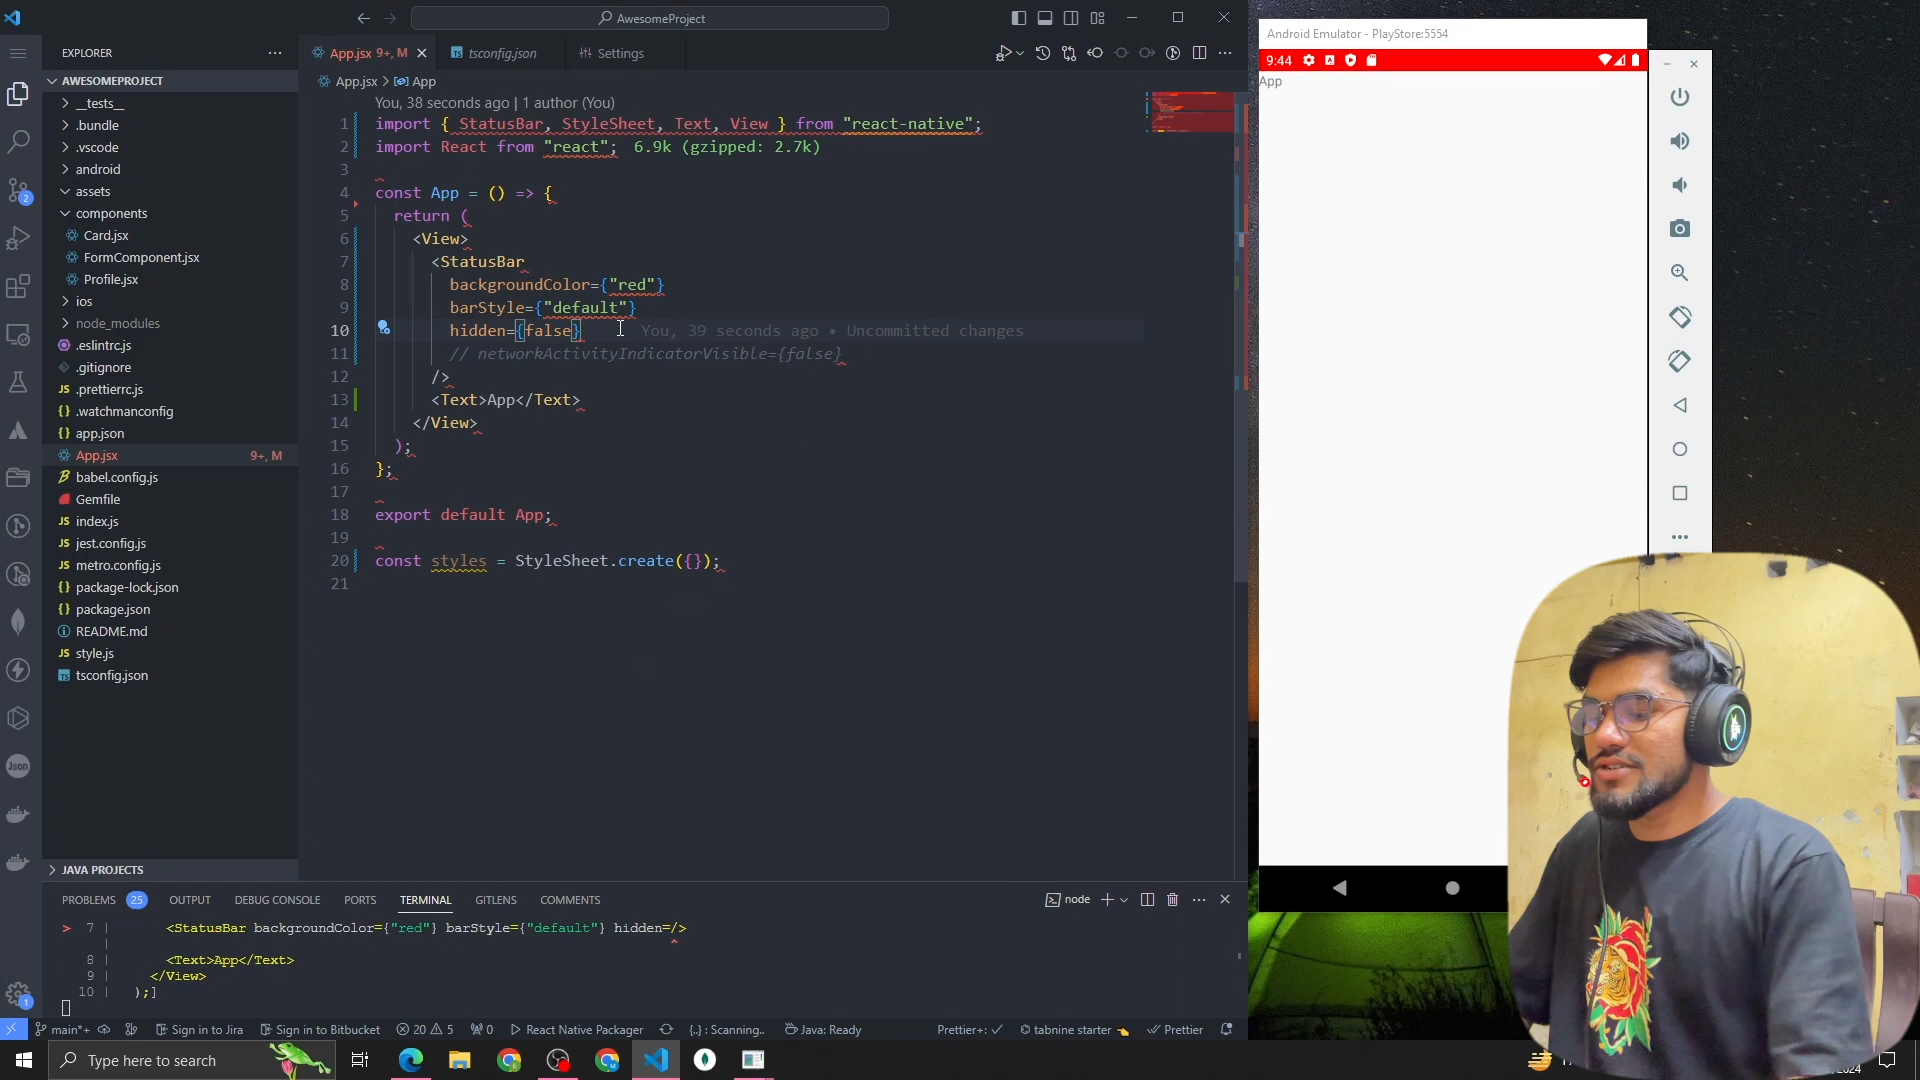 AwesomeProject
EXPLORER
App.jsx 9+, M
tsconfig.json
Settings
AWESOMEPROJECT
__tests__
.bundle
.vscode
android
assets
components
Card.jsx
FormComponent.jsx
Profile.jsx
ios
node_modules
.eslintrc.js
.gitignore
.prettierrc.js
.watchmanconfig
app.json
App.jsx 9+, M
babel.config.js
Gemfile
index.js
jest.config.js
metro.config.js
package-lock.json
package.json
README.md
style.js
tsconfig.json
JAVA PROJECTS
App.jsx > App
You, 38 seconds ago | 1 author (You)
1 import { StatusBar, StyleSheet, Text, View } from "react-native";
2 import React from "react"; 6.9k (gzipped: 2.7k)
3
4 const App = () => {
5 return (
6 <View>
7 <StatusBar
8 backgroundColor={"red"}
9 barStyle={"default"}
10 hidden={false} You, 39 seconds ago • Uncommitted changes
11 // networkActivityIndicatorVisible={false}
12 />
13 <Text>App</Text>
14 </View>
15 );
16 };
17
18 export default App;
19
20 const styles = StyleSheet.create({});
21
PROBLEMS 25 OUTPUT DEBUG CONSOLE PORTS TERMINAL GITLENS COMMENTS
node
> 7 | <StatusBar backgroundColor={"red"} barStyle={"default"} hidden=/>
| ^
8 | <Text>App</Text>
9 | </View>
10 | );]
main*+ Sign in to Jira Sign in to Bitbucket 20 5 0 React Native Packager {..} : Scanning.. Java: Ready Prettier+: tabnine starter Prettier
Type here to search
Android Emulator - PlayStore:5554
9:44
App
2
Json
1
2024